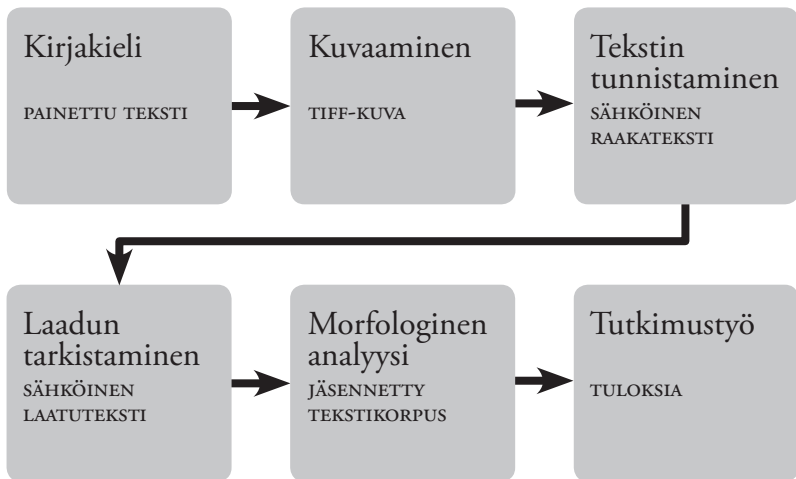 Kirjakieli
PAINETTU TEKSTI
Kuvaaminen
TIFF-KUVA
Tekstin
tunnistaminen
SÄHKÖINEN
RAAKATEKSTI
Laadun
tarkistaminen
SÄHKÖINEN
LAATUTEKSTI
Morfologinen
analyysi
JÄSENNETTY
TEKSTIKORPUS
Tutkimustyö
TULOKSIA